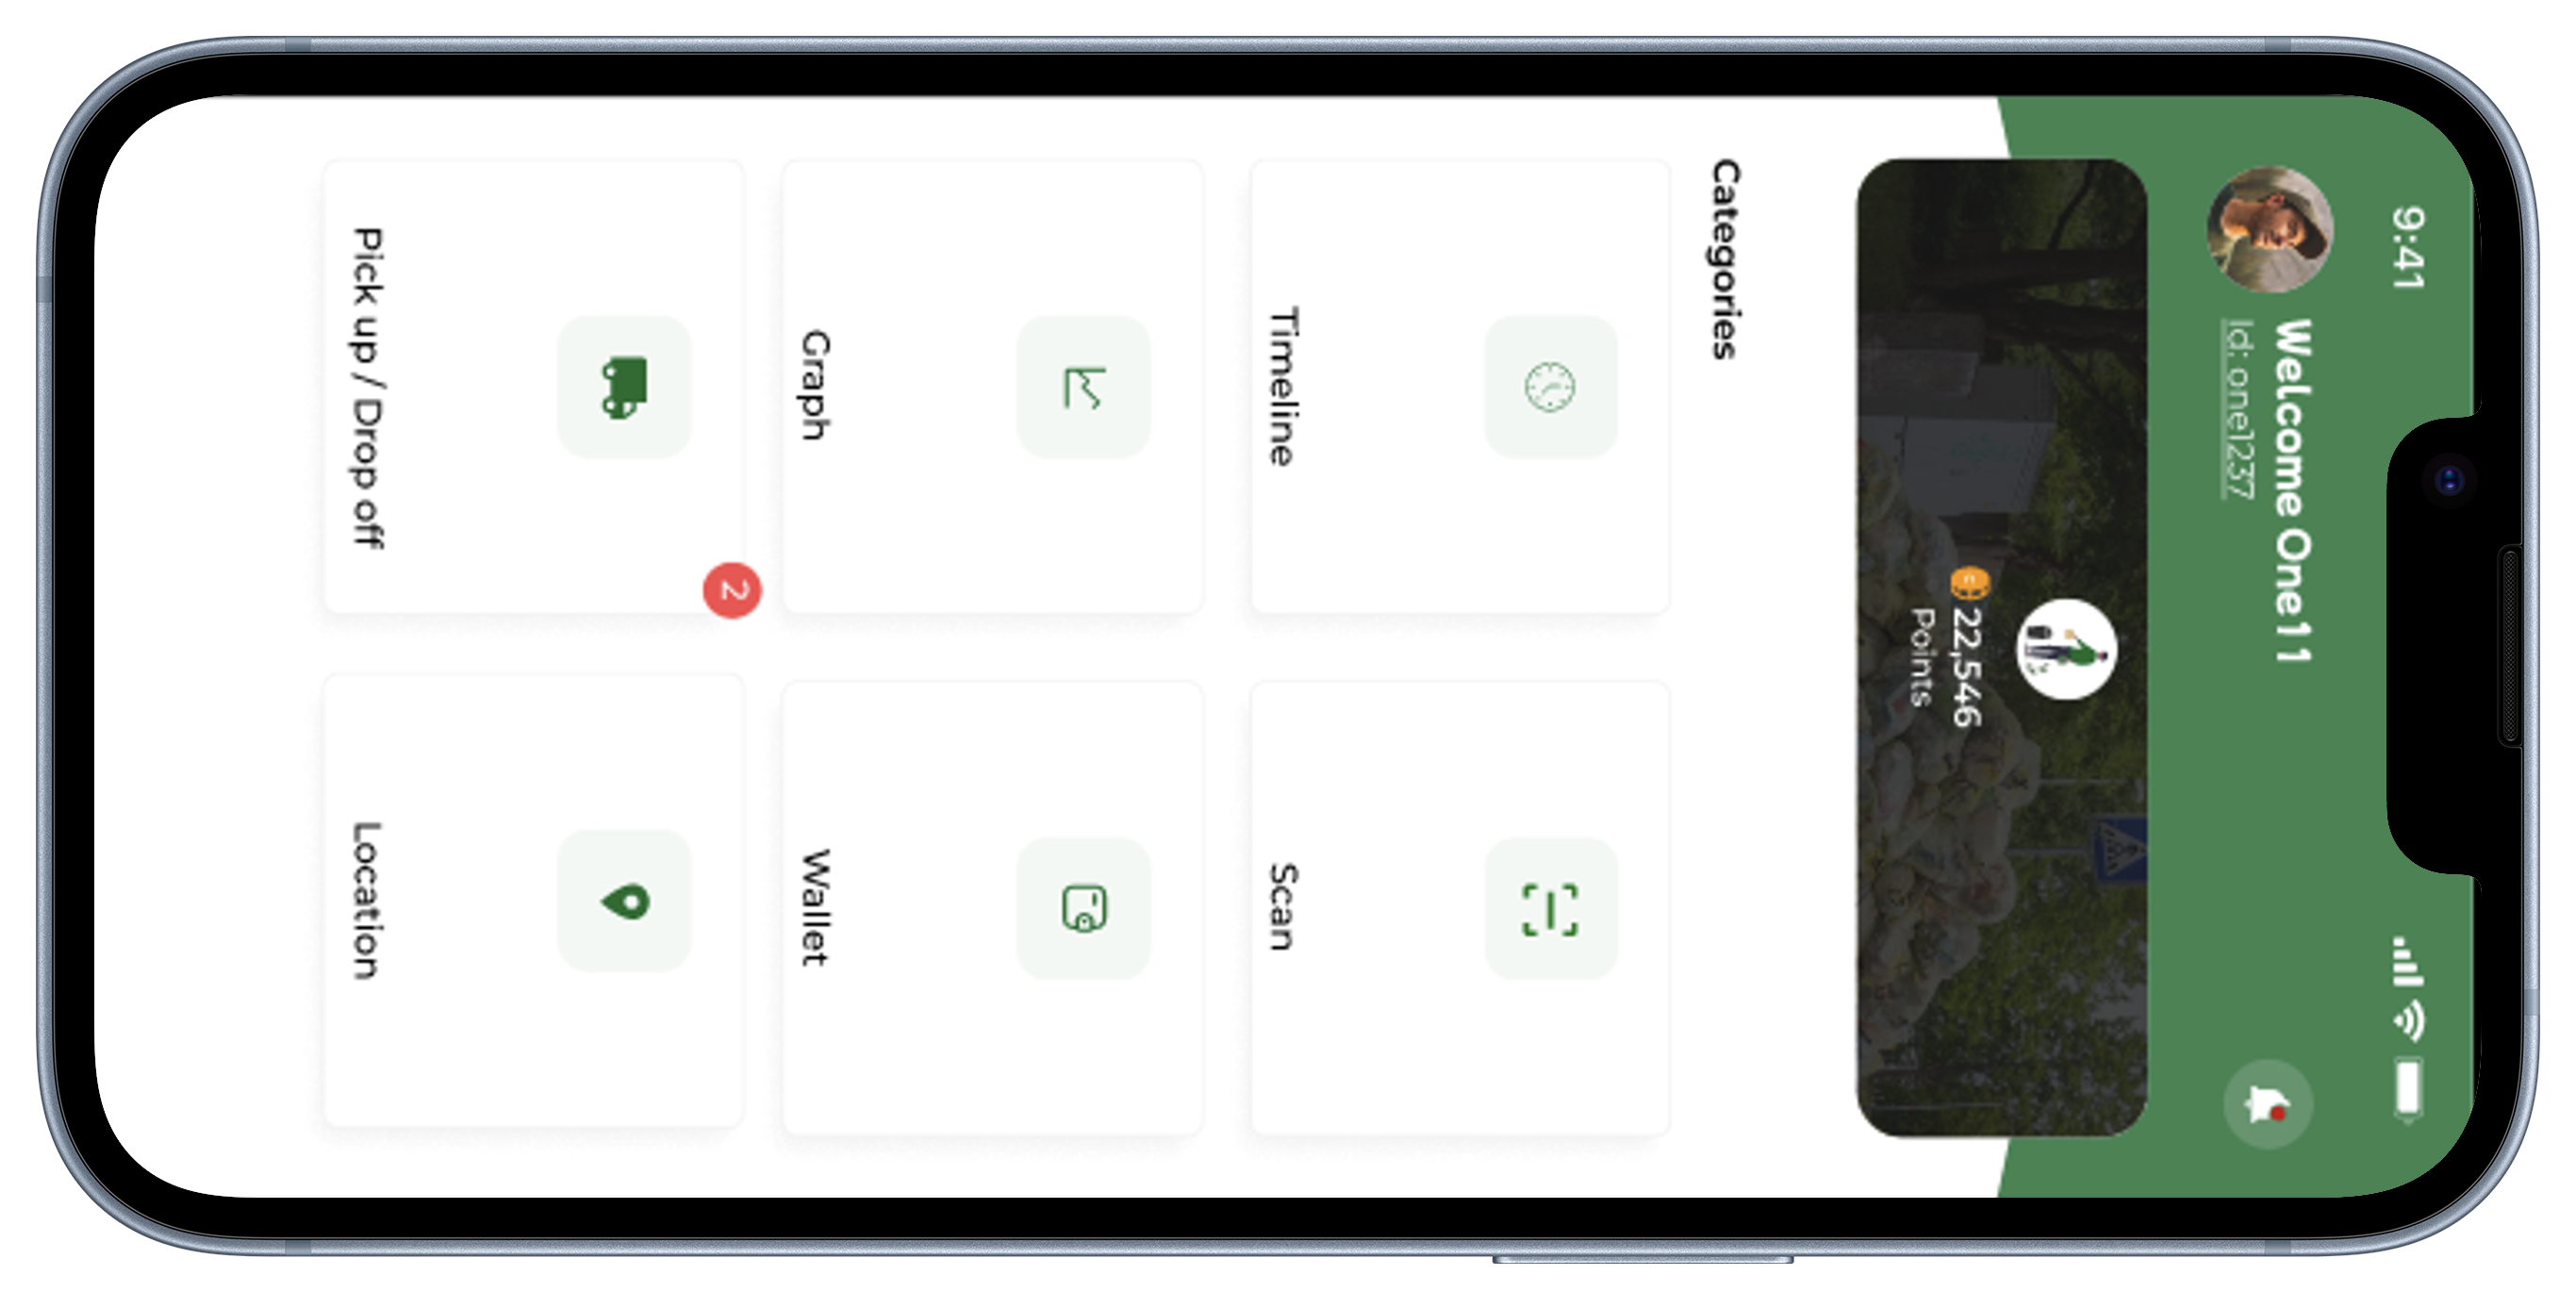 9:41
Welcome One11
Id: one1237
22,546
Points
Categories
Timeline
Scan
Graph
Wallet
2
Pick up / Drop off
Location